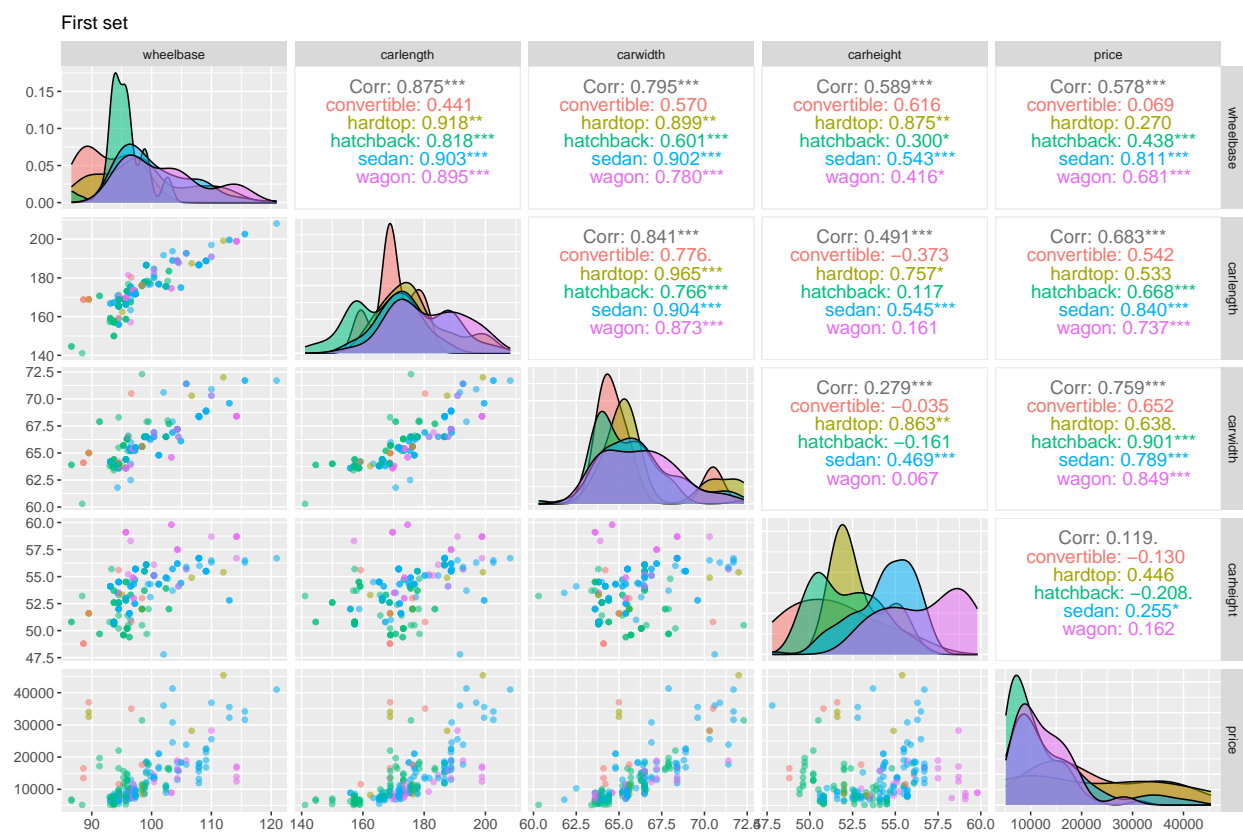 First set
wheelbase
carlength
carwidth
carheight
price
0.15
0.10
0.05
0.00
Corr: 0.875***
convertible: 0.441
hardtop: 0.918**
hatchback: 0.818***
sedan: 0.903***
wagon: 0.895***
Corr: 0.795***
convertible: 0.570
hardtop: 0.899**
hatchback: 0.601***
sedan: 0.902***
wagon: 0.780***
Corr: 0.589***
convertible: 0.616
hardtop: 0.875**
hatchback: 0.300*
sedan: 0.543***
wagon: 0.416*
Corr: 0.578***
convertible: 0.069
hardtop: 0.270
hatchback: 0.438***
sedan: 0.811***
wagon: 0.681***
wheelbase
200
180
160
140
Corr: 0.841***
convertible: 0.776.
hardtop: 0.965***
hatchback: 0.766***
sedan: 0.904***
wagon: 0.873***
Corr: 0.491***
convertible: −0.373
hardtop: 0.757*
hatchback: 0.117
sedan: 0.545***
wagon: 0.161
Corr: 0.683***
convertible: 0.542
hardtop: 0.533
hatchback: 0.668***
sedan: 0.840***
wagon: 0.737***
carlength
72.5
70.0
67.5
65.0
62.5
60.0
Corr: 0.279***
convertible: −0.035
hardtop: 0.863**
hatchback: −0.161
sedan: 0.469***
wagon: 0.067
Corr: 0.759***
convertible: 0.652
hardtop: 0.638.
hatchback: 0.901***
sedan: 0.789***
wagon: 0.849***
carwidth
60.0
57.5
55.0
52.5
50.0
47.5
Corr: 0.119.
convertible: −0.130
hardtop: 0.446
hatchback: −0.208.
sedan: 0.255*
wagon: 0.162
carheight
40000
30000
20000
10000
price
90 100 110 120
140 160 180 200
60.0 62.5 65.0 67.5 70.0 72.5
47.5 50.0 52.5 55.0 57.5 60.0
10000 20000 30000 40000